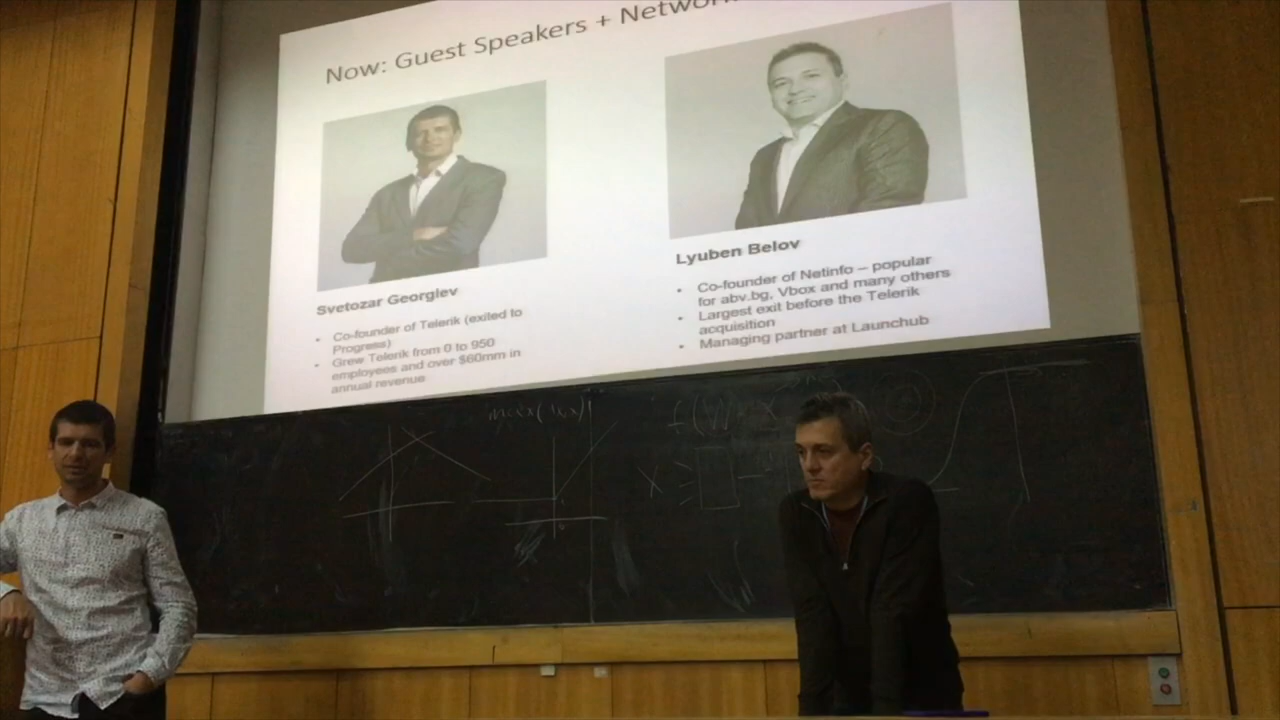 Now: Guest Speakers +
Svetozar Georgiev
• Co-founder of Telerik (exited to
Progress)
• Grew Telerik from 0 to 950
employees and over $60mm in
annual revenue
Lyuben Belov
• Co-founder of Netinfo – popular
for abv.bg, Vbox and many others
• Largest exit before the Telerik
acquisition
• Managing partner at Launchub